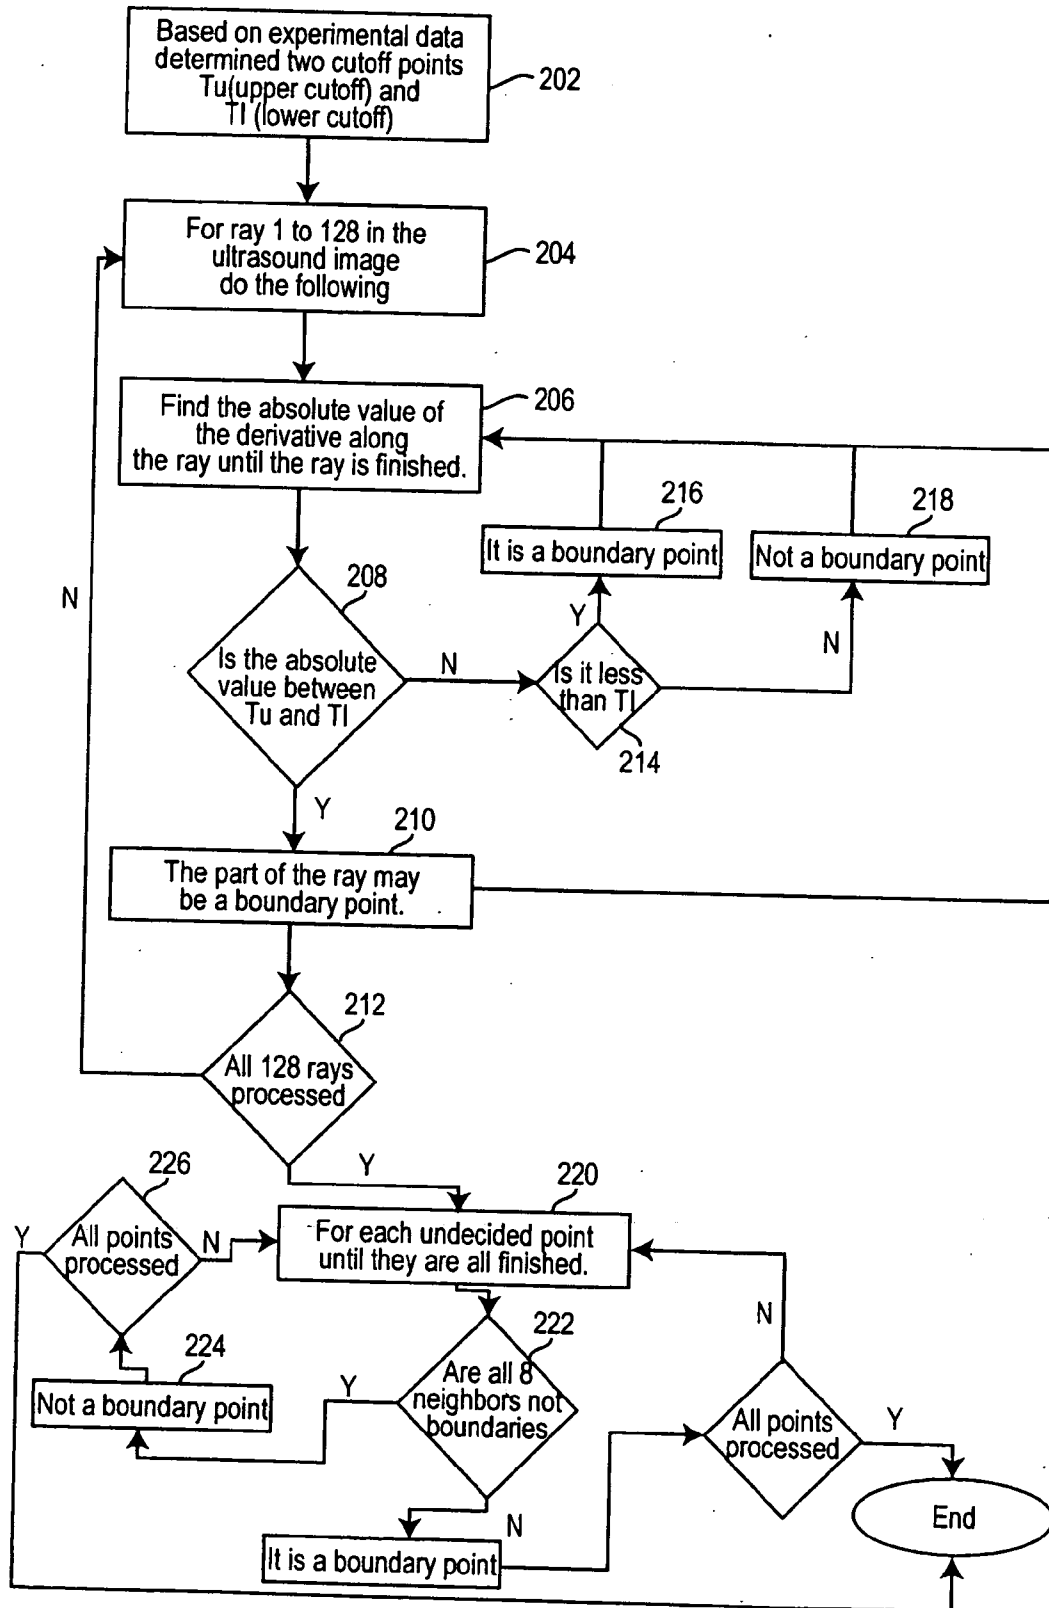 Based on experimental data
determined two cutoff points
Tu(upper cutoff) and
Tl (lower cutoff)
202
For ray 1 to 128 in the
ultrasound image
do the following
204
Find the absolute value of
the derivative along
the ray until the ray is finished.
206
216
218
It is a boundary point
Not a boundary point
N
208
Y
N
Is the absolute
value between
Tu and Tl
N
Is it less
than Tl
214
Y
210
The part of the ray may
be a boundary point.
212
All 128 rays
processed
Y
226
220
Y
All points
processed
N
For each undecided point
until they are all finished.
N
222
224
Are all 8
neighbors not
boundaries
Y
Not a boundary point
All points
processed
Y
N
End
It is a boundary point